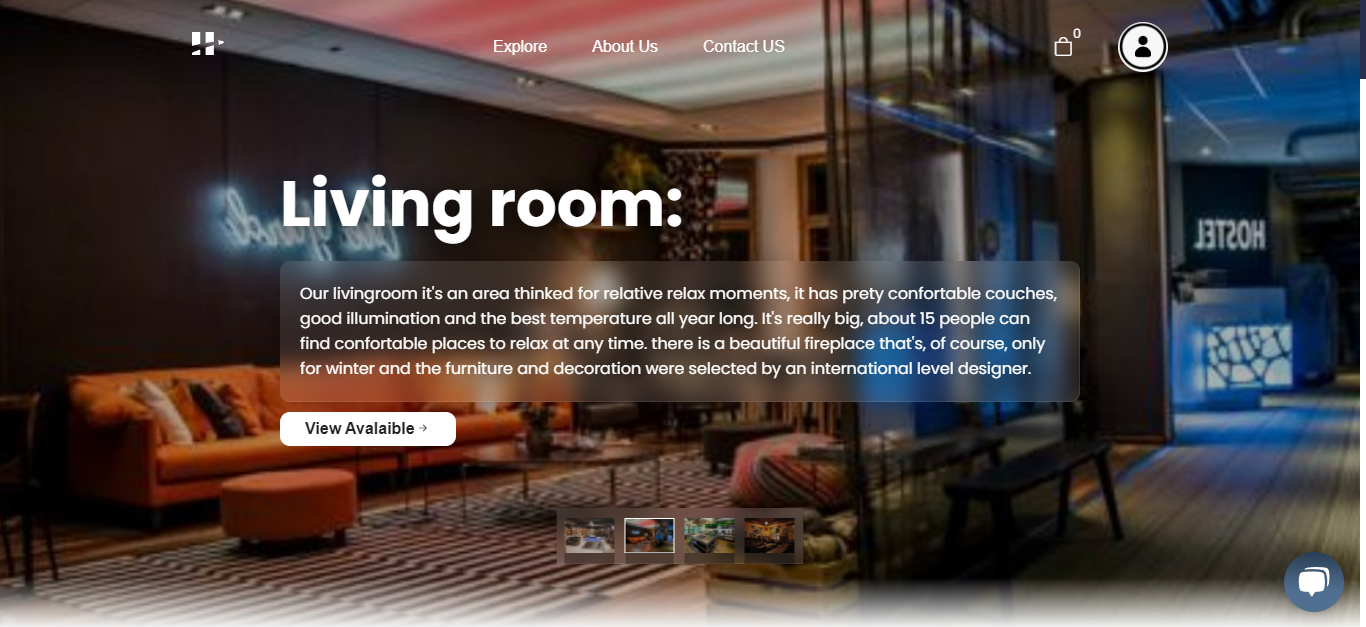 Explore About Us Contact US 0
Living room:
HOSTEL
Our livingroom it's an area thinked for relative relax moments, it has prety confortable couches,
good illumination and the best temperature all year long. It's really big, about 15 people can
find confortable places to relax at any time. there is a beautiful fireplace that's, of course, only
for winter and the furniture and decoration were selected by an international level designer.
View Avalaible